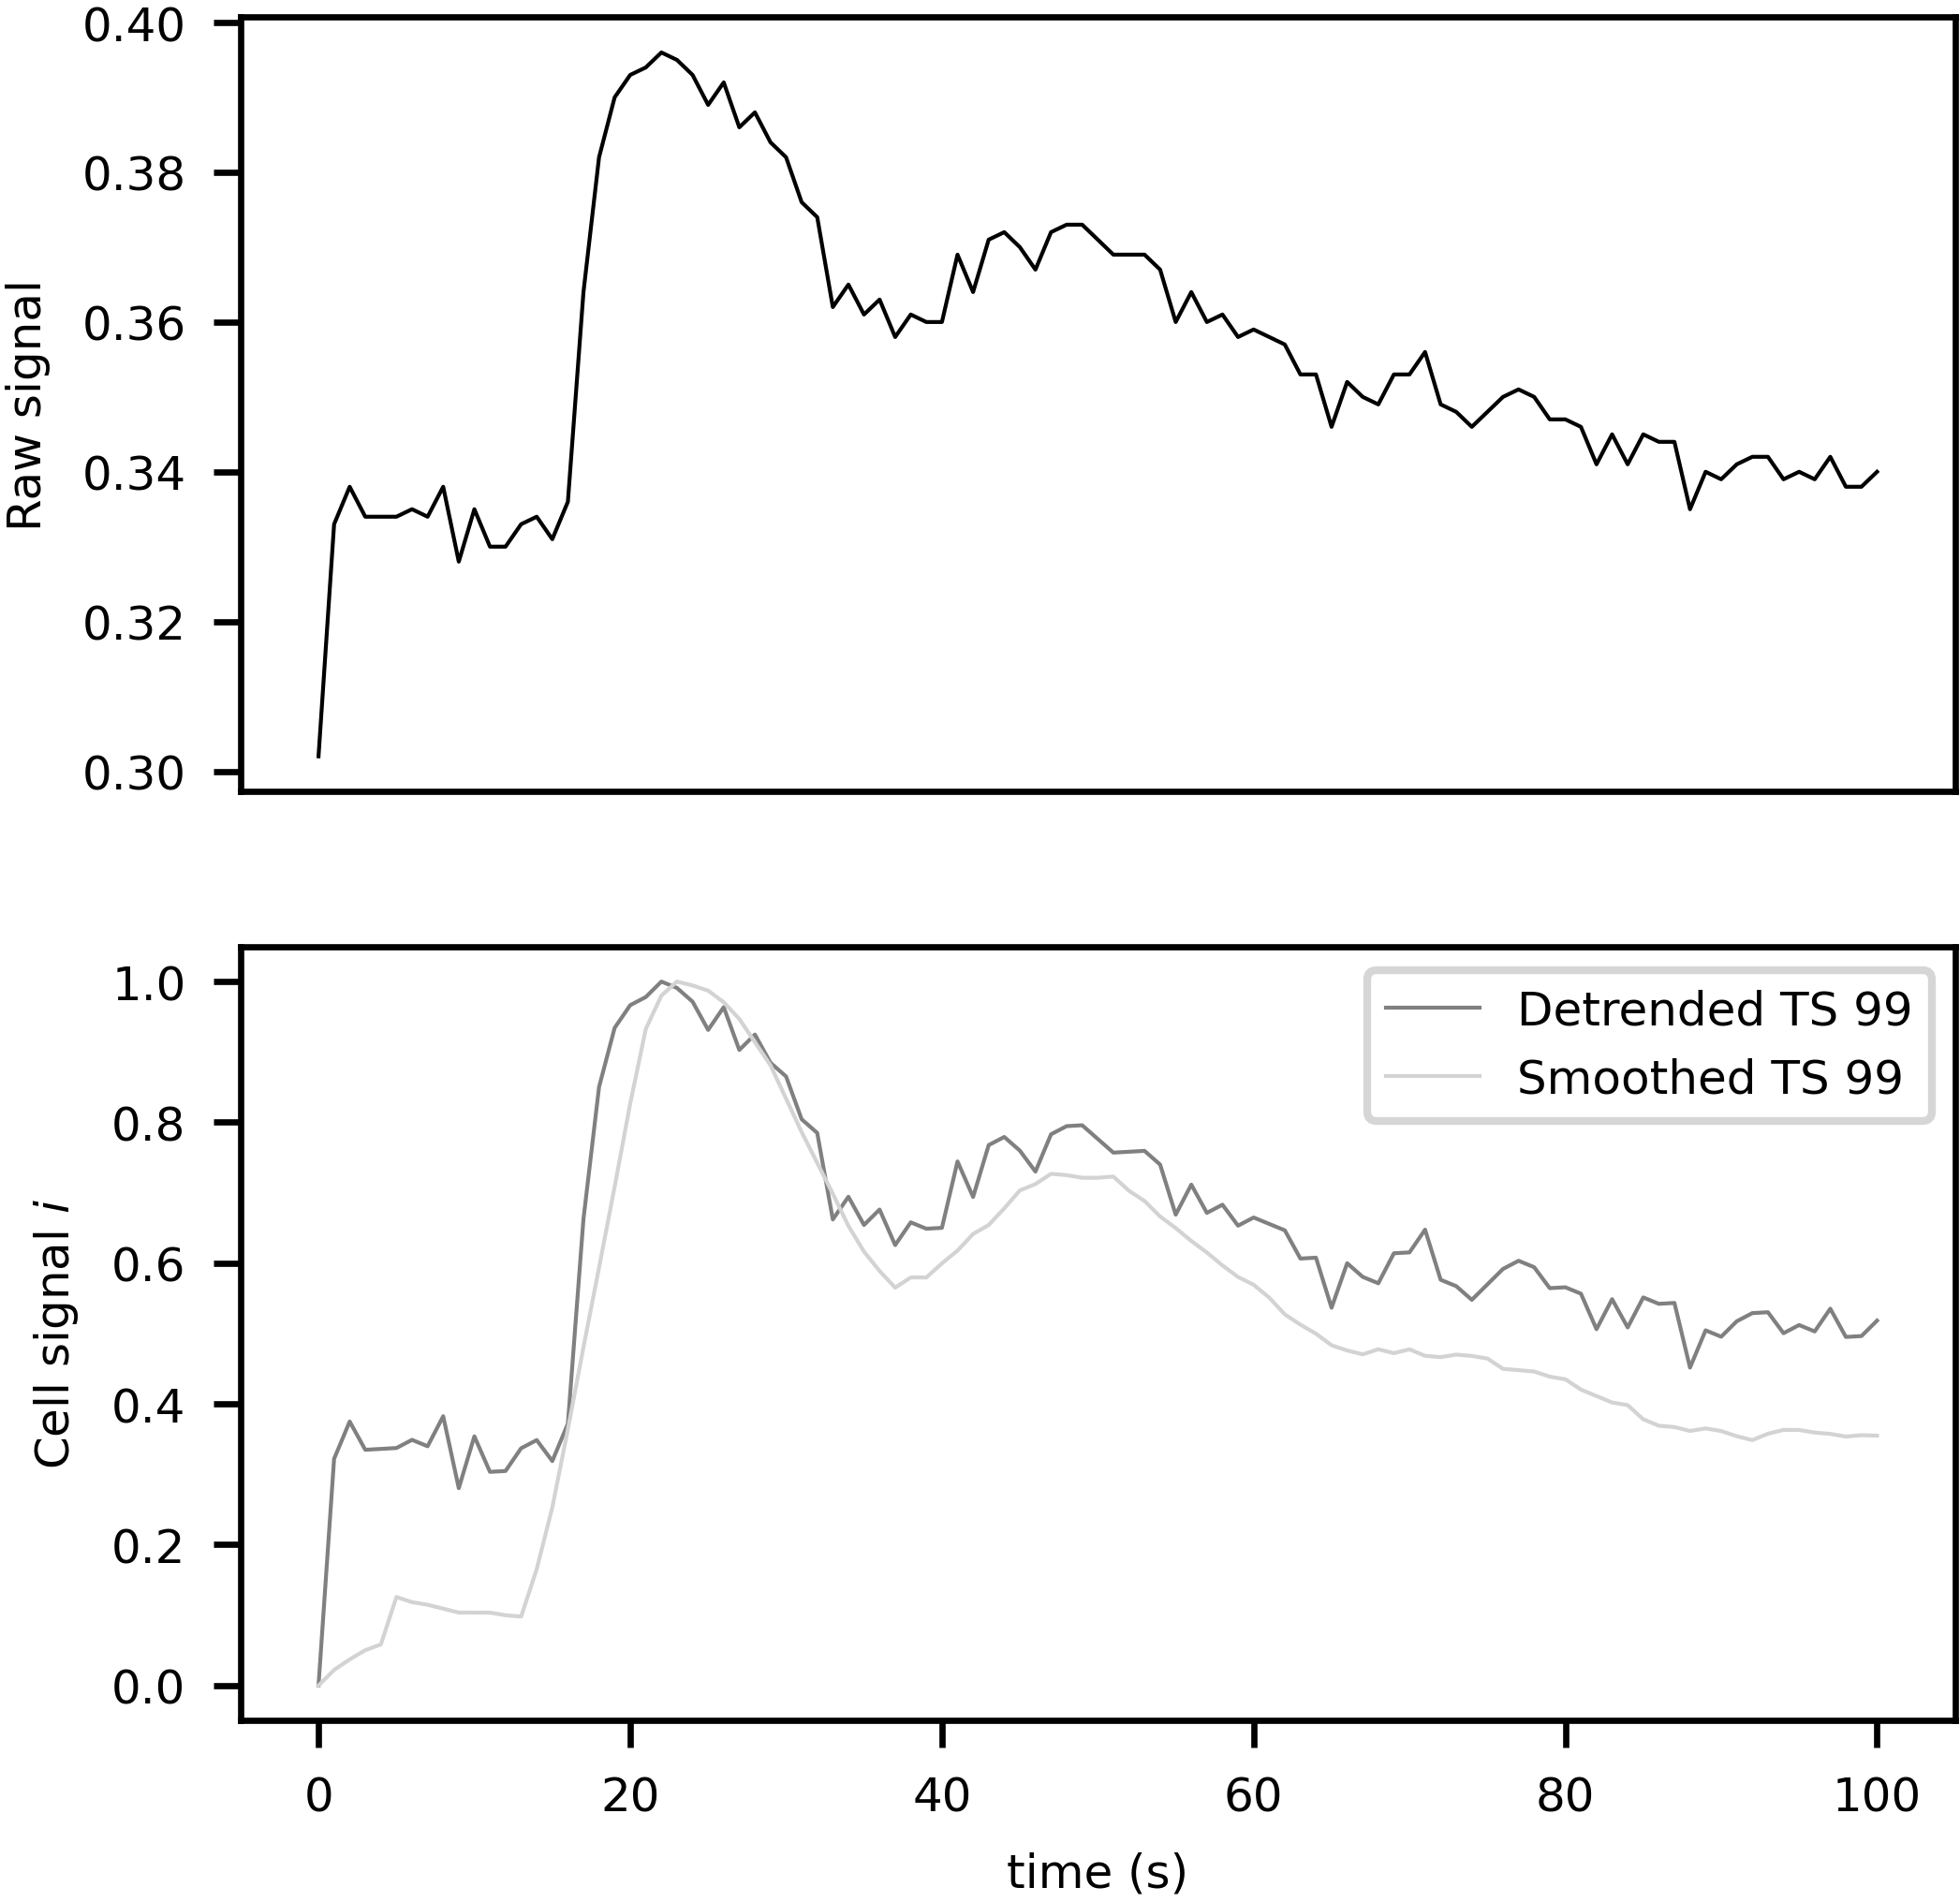 Raw signal
0.40
0.38
0.36
0.34
0.32
0.30
Cell signal i
1.0
0.8
0.6
0.4
0.2
0.0
Detrended TS 99
Smoothed TS 99
0 20 40 60 80 100
time (s)